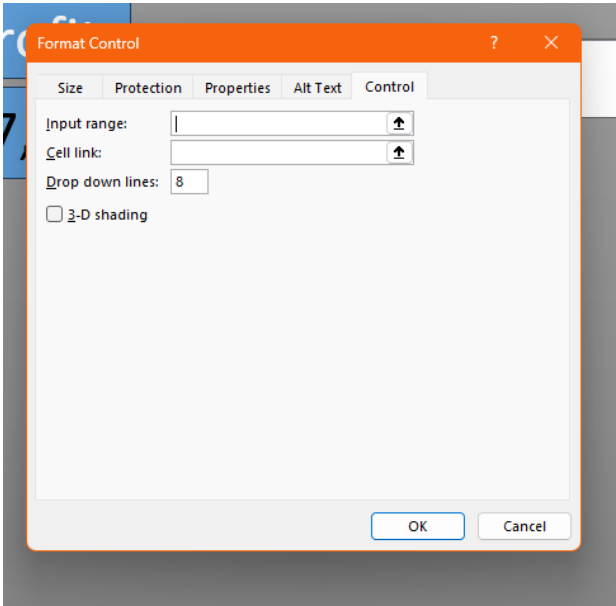 Format Control ?
Size Protection Properties Alt Text Control
Input range:
Cell link:
Drop down lines: 8
3-D shading
OK Cancel